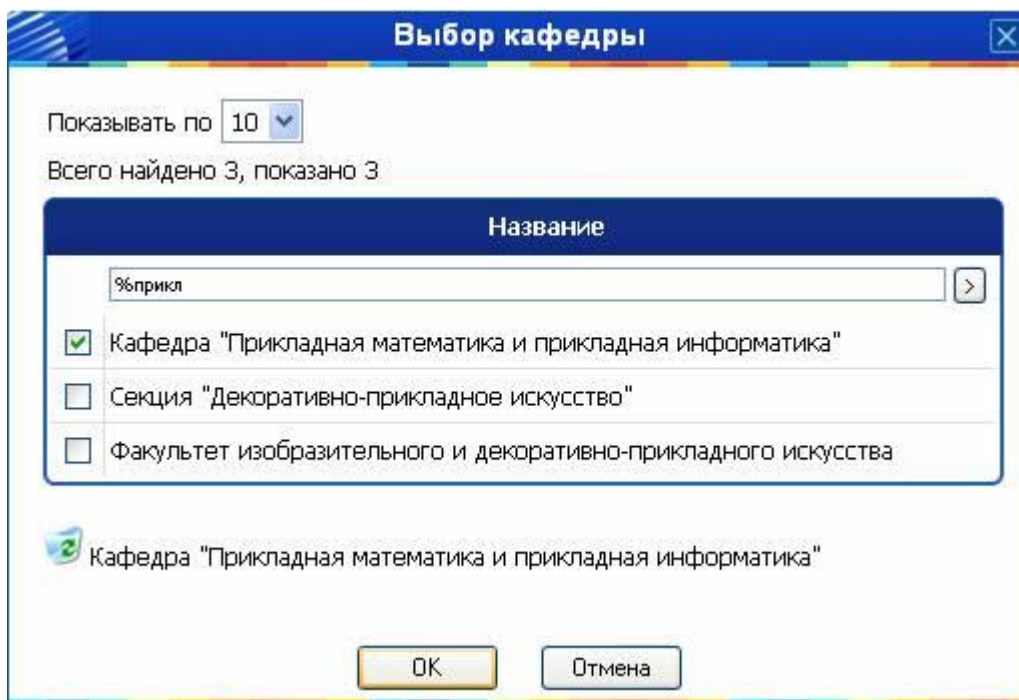 Выбор кафедры
Показывать по 10
Всего найдено 3, показано 3
Название
%прикл
>
Кафедра "Прикладная математика и прикладная информатика"
Секция "Декоративно-прикладное искусство"
Факультет изобразительного и декоративно-прикладного искусства
Кафедра "Прикладная математика и прикладная информатика"
OK Отмена